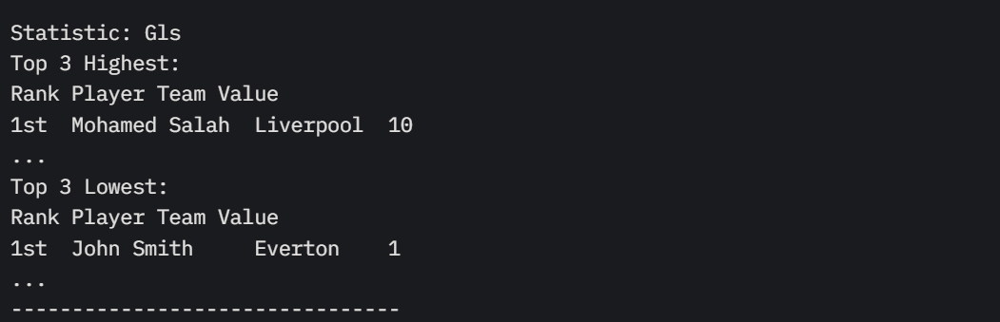 Statistic: Gls
Top 3 Highest:
Rank Player Team Value
1st  Mohamed Salah  Liverpool  10
...
Top 3 Lowest:
Rank Player Team Value
1st  John Smith     Everton    1
...
--------------------------------